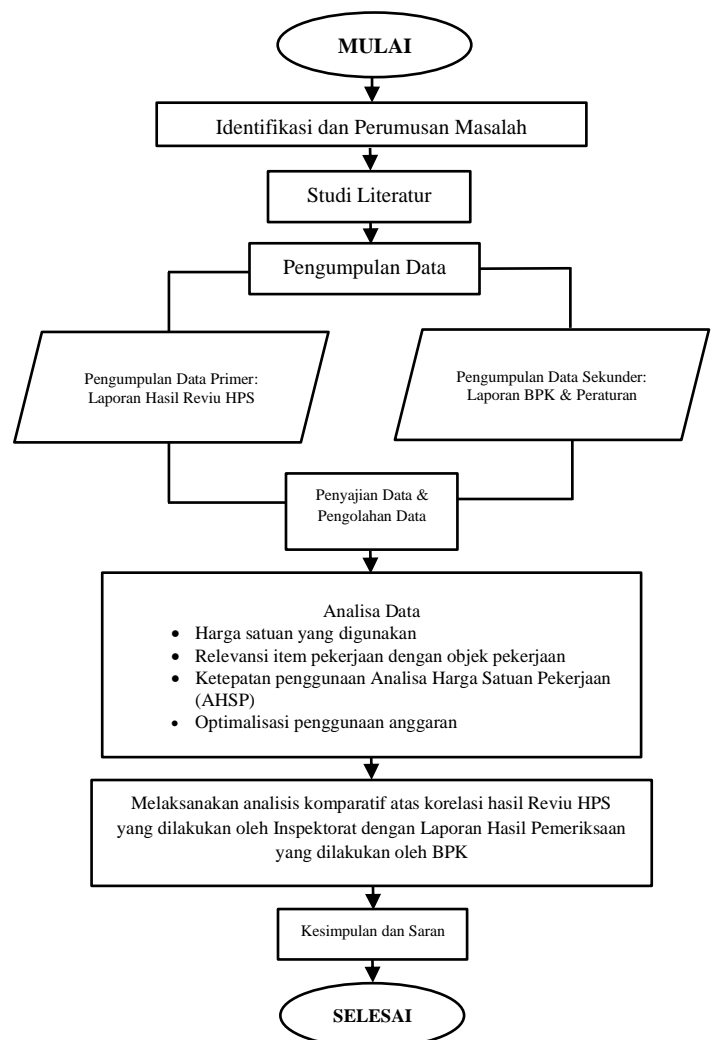 MULAI
Identifikasi dan Perumusan Masalah
Studi Literatur
Pengumpulan Data
Pengumpulan Data Primer:
Laporan Hasil Reviu HPS
Pengumpulan Data Sekunder:
Laporan BPK & Peraturan
Penyajian Data &
Pengolahan Data
Analisa Data
• Harga satuan yang digunakan
• Relevansi item pekerjaan dengan objek pekerjaan
• Ketepatan penggunaan Analisa Harga Satuan Pekerjaan
(AHSP)
• Optimalisasi penggunaan anggaran
Melaksanakan analisis komparatif atas korelasi hasil Reviu HPS
yang dilakukan oleh Inspektorat dengan Laporan Hasil Pemeriksaan
yang dilakukan oleh BPK
Kesimpulan dan Saran
SELESAI